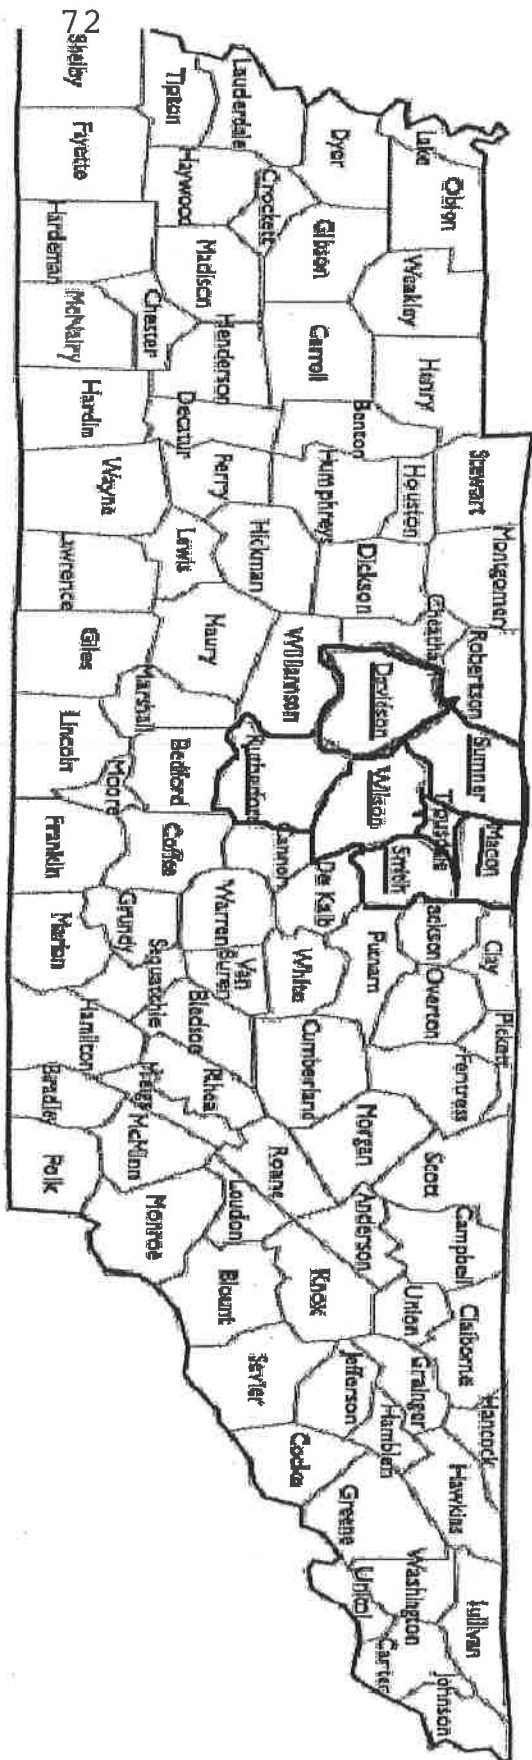 72
Shelby
Tipton
Lauderdale
Dyer
Lake
Obion
Fayette
Haywood
Crockett
Gibson
Weakley
Hardeman
Madison
Chester
McNairy
Henderson
Carroll
Henry
Hardin
Decatur
Benton
Stewart
Wayne
Perry
Humphreys
Houston
Lawrence
Lewis
Hickman
Dickson
Montgomery
Giles
Maury
Williamson
Cheatham
Robertson
Marshall
Davidson
Sumner
Lincoln
Moore
Bedford
Rutherford
Wilson
Trousdale
Macon
Franklin
Coffee
Cannon
Smith
De Kalb
Marion
Grundy
Warren
Van
Buren
White
Putnam
Jackson
Clay
Sequatchie
Bledsoe
Overton
Pickett
Hamilton
Rhea
Cumberland
Fentress
Bradley
Meigs
McMinn
Roane
Morgan
Scott
Polk
Monroe
Loudon
Anderson
Campbell
Blount
Knox
Union
Claiborne
Sevier
Jefferson
Grainger
Hancock
Cocke
Hamblen
Hawkins
Greene
Unicoi
Washington
Sullivan
Carter
Johnson